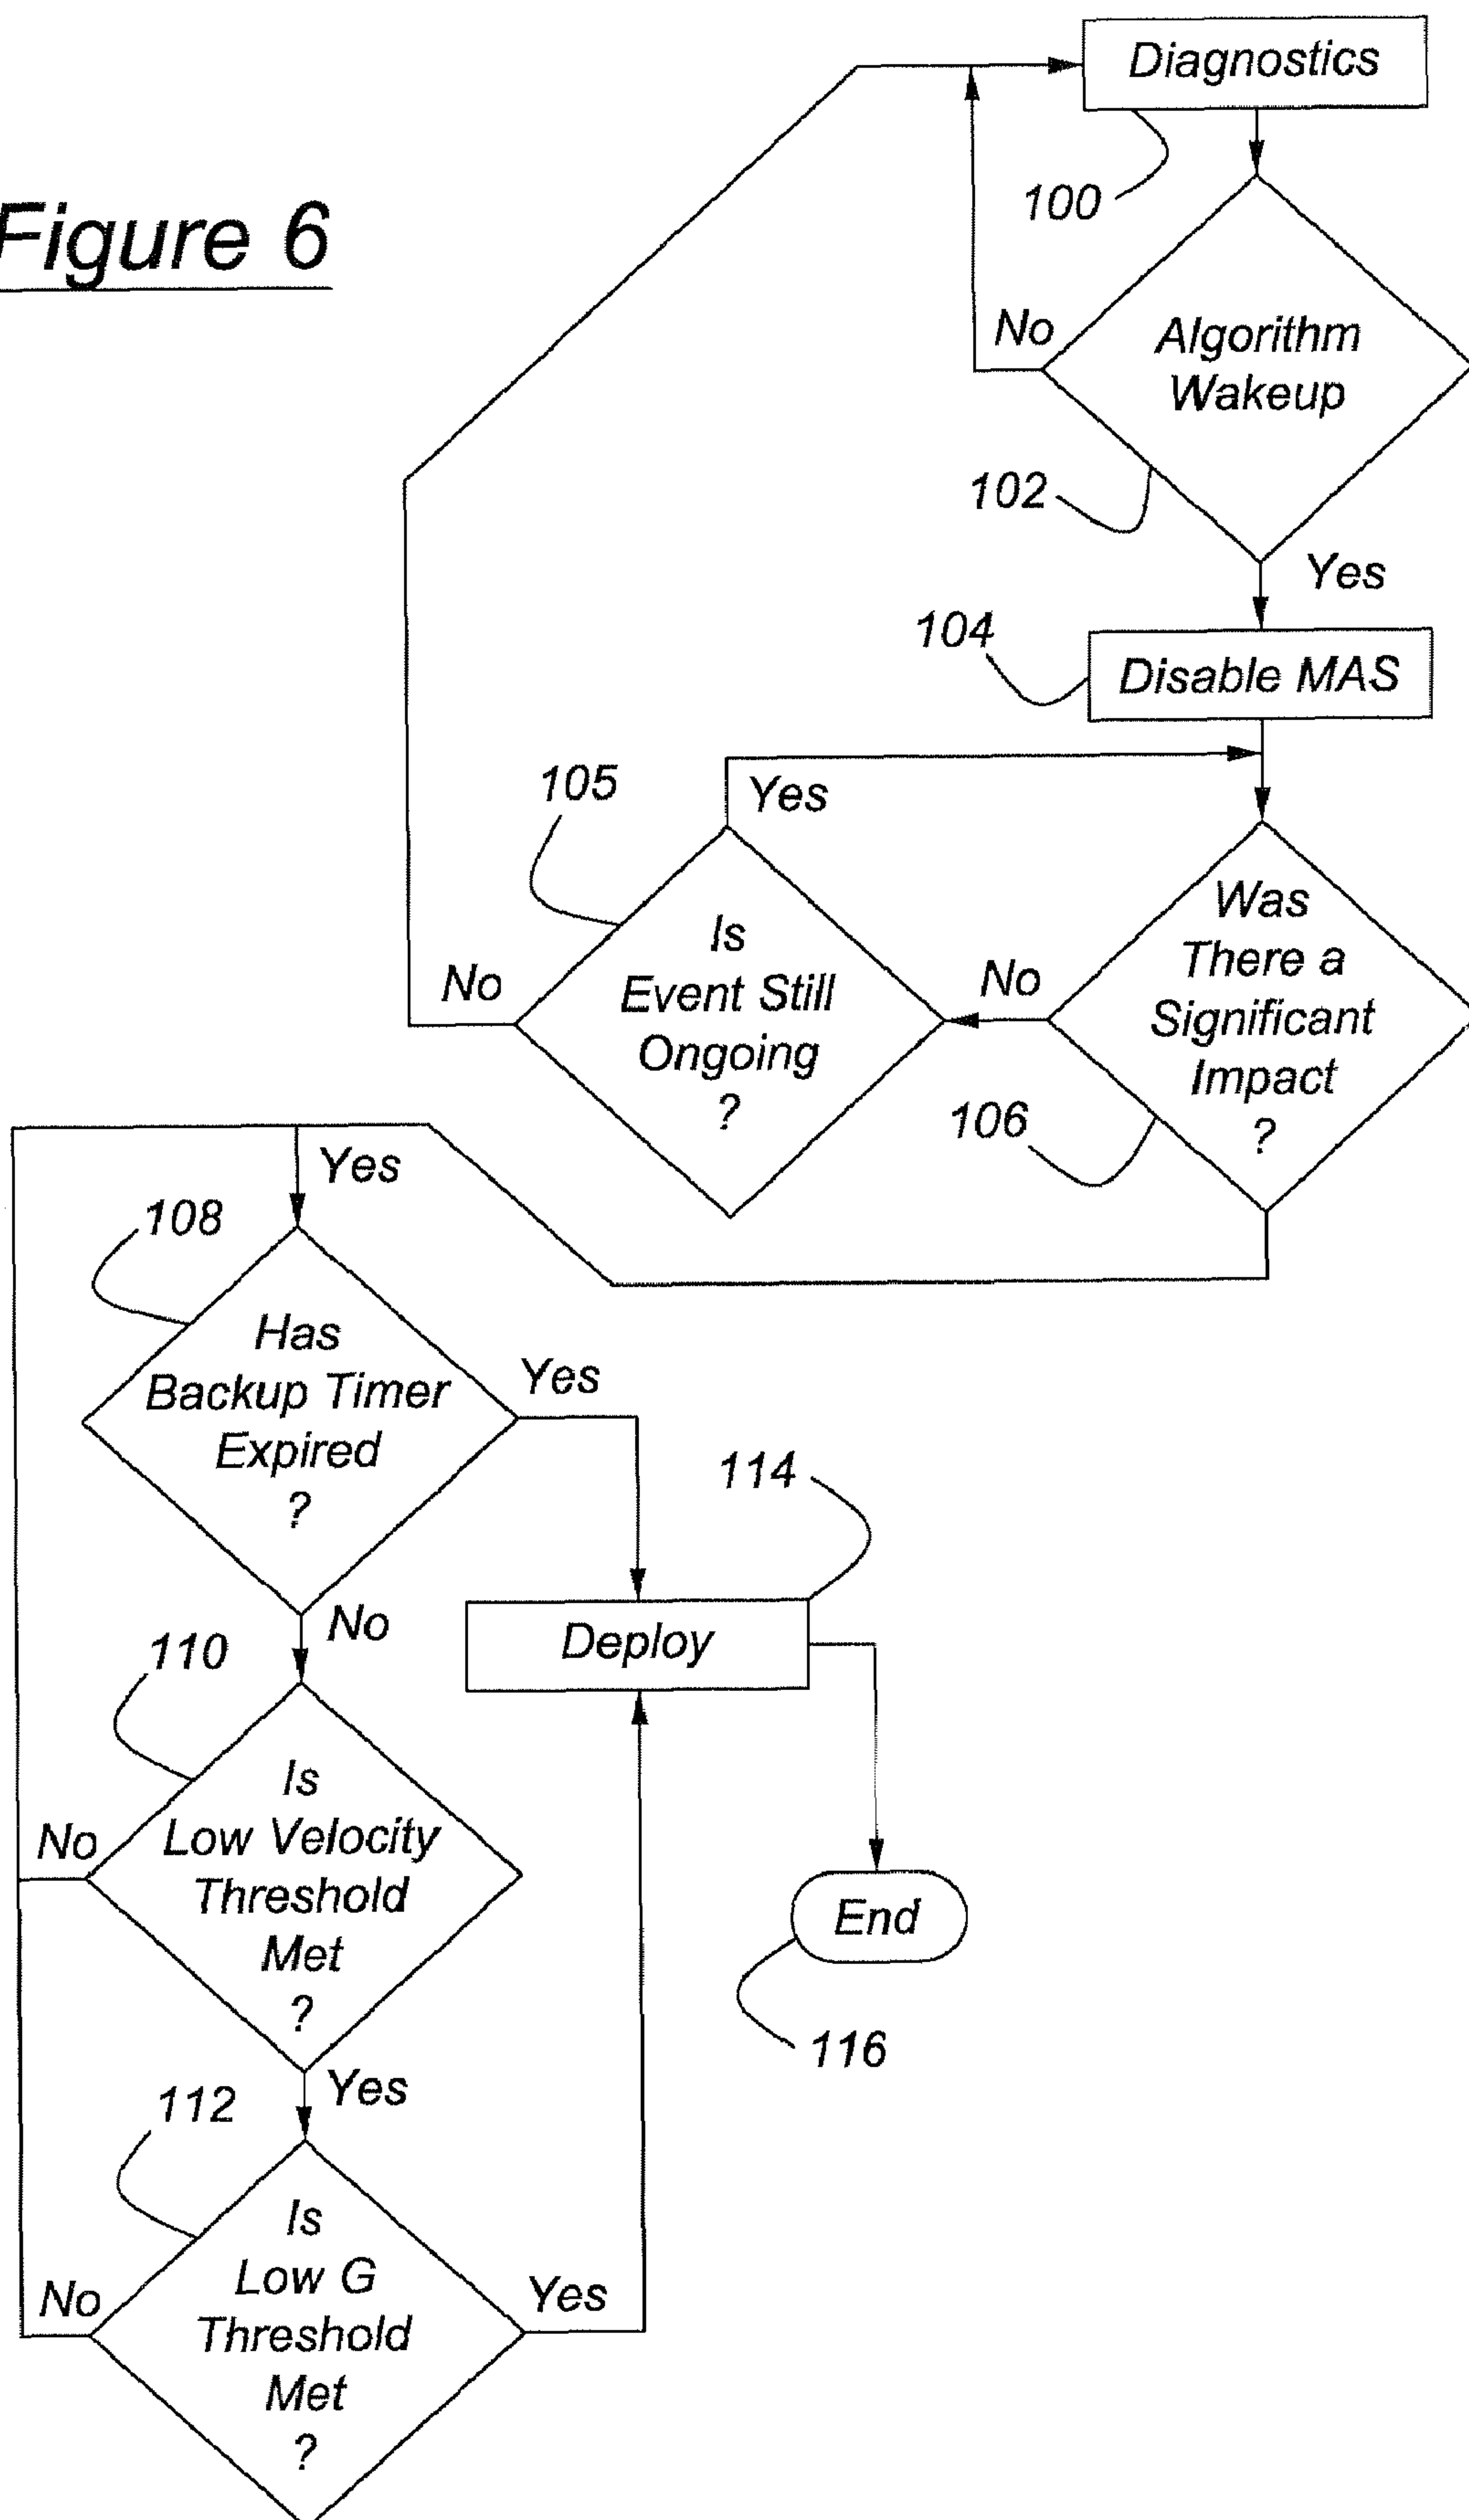 Figure 6
Diagnostics
100
No
Algorithm
Wakeup
102
Yes
104
Disable MAS
105
Yes
Is
Event Still
Ongoing
?
No
No
Was
There a
Significant
Impact
?
106
Yes
108
Has
Backup Timer
Expired
?
Yes
114
No
Deploy
110
Is
Low Velocity
Threshold
Met
?
No
End
116
Yes
112
Is
Low G
Threshold
Met
?
No
Yes